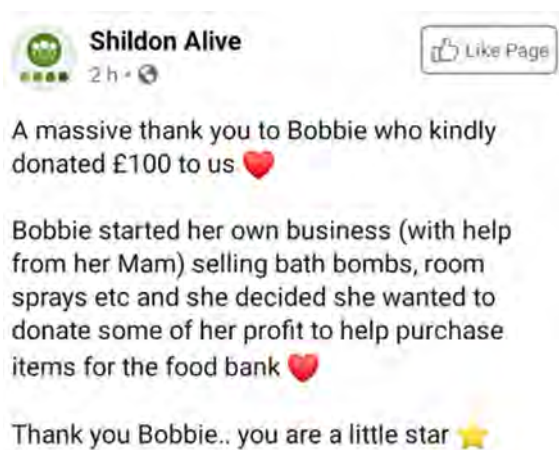 Shildon Alive
Like Page
2 h
A massive thank you to Bobbie who kindly
donated £100 to us ❤️
Bobbie started her own business (with help
from her Mam) selling bath bombs, room
sprays etc and she decided she wanted to
donate some of her profit to help purchase
items for the food bank ❤️
Thank you Bobbie.. you are a little star ⭐